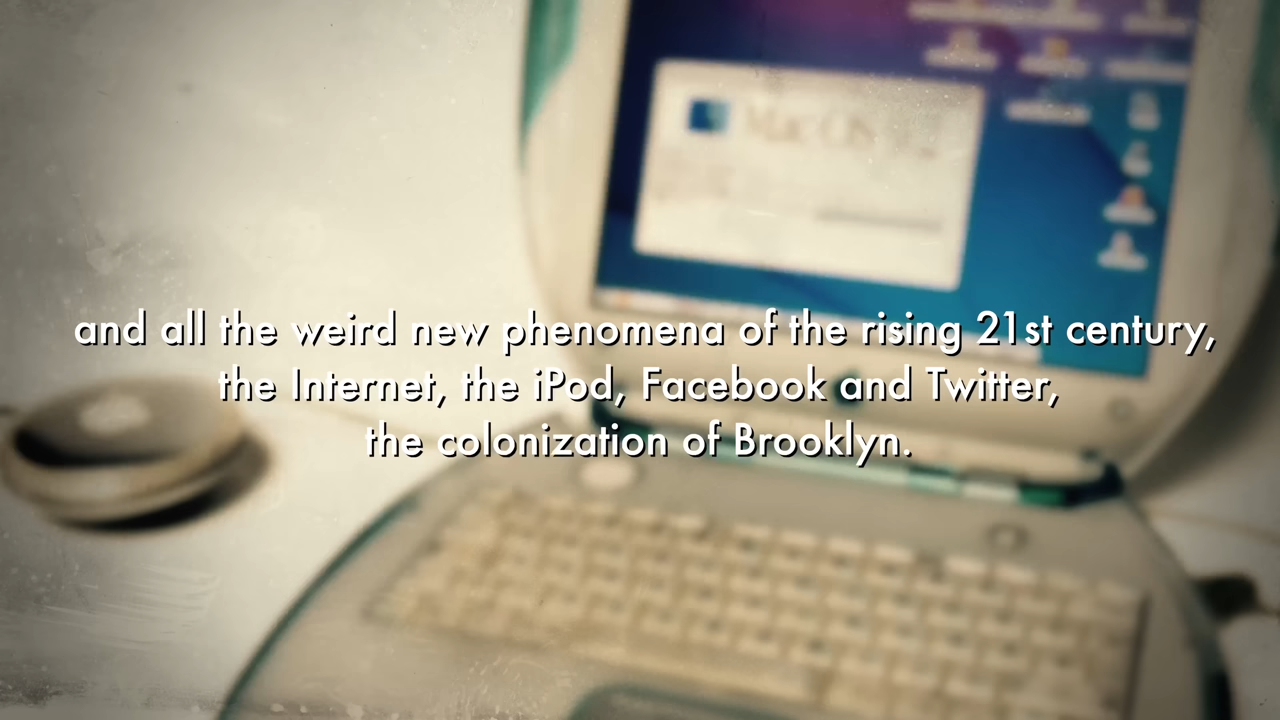 and all the weird new phenomena of the rising 21st century,
the Internet, the iPod, Facebook and Twitter,
the colonization of Brooklyn.